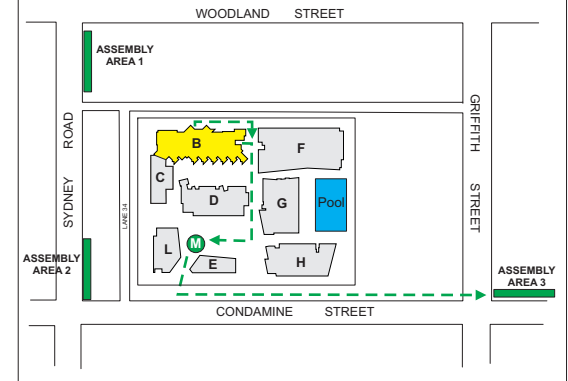 WOODLAND STREET
ASSEMBLY
AREA 1
SYDNEY ROAD
GRIFFITH STREET
B
F
C
D
G
Pool
LANE 34
L
M
E
H
ASSEMBLY
AREA 2
ASSEMBLY
AREA 3
CONDAMINE STREET